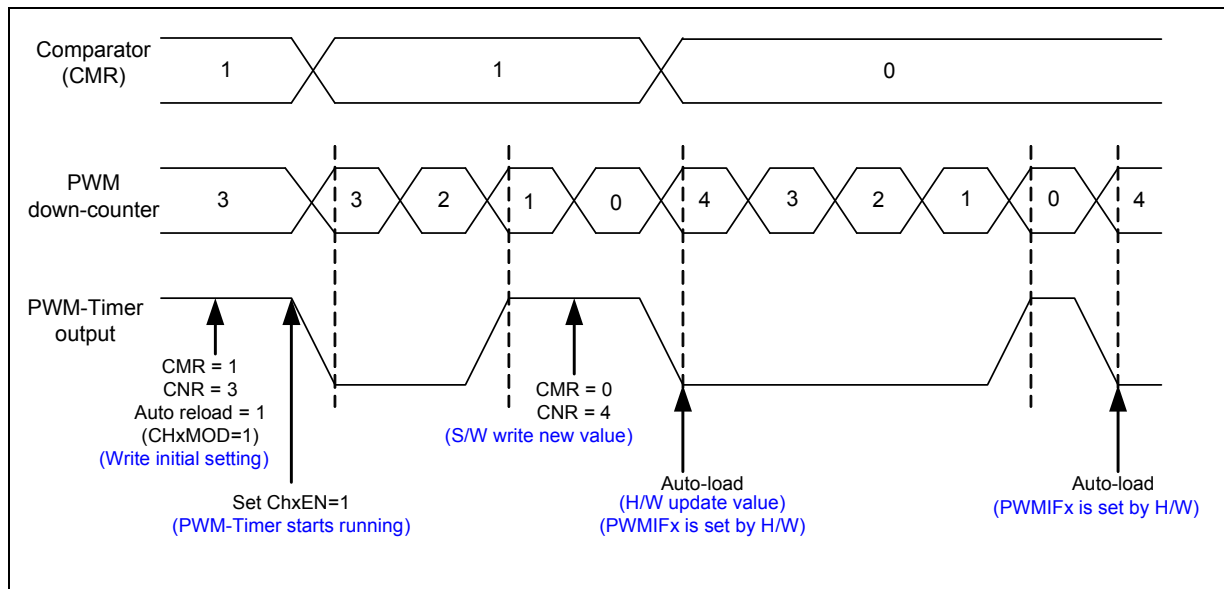 Comparator
(CMR)
1
1
0
PWM
down-counter
3
3
2
1
0
4
3
2
1
0
4
PWM-Timer
output
CMR = 1
CNR = 3
Auto reload = 1
(CHxMOD=1)
(Write initial setting)
Set ChxEN=1
(PWM-Timer starts running)
CMR = 0
CNR = 4
(S/W write new value)
Auto-load
(H/W update value)
(PWMIFx is set by H/W)
Auto-load
(PWMIFx is set by H/W)